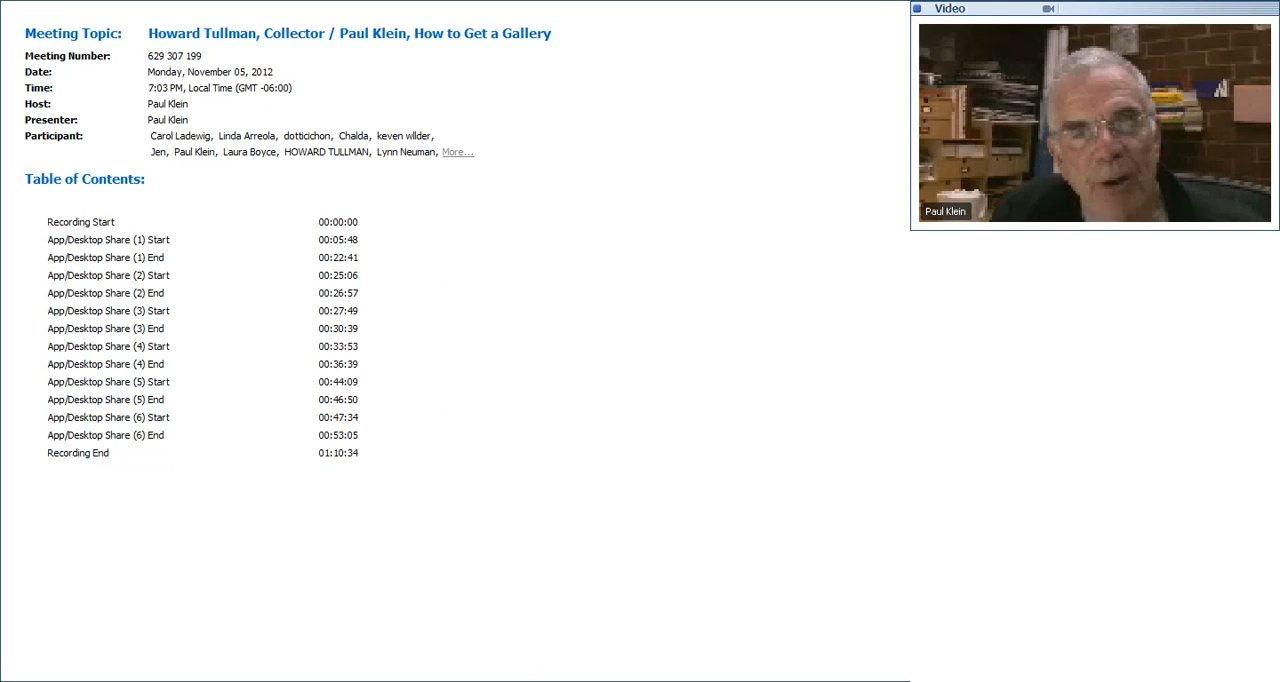 Video
Meeting Topic: Howard Tullman, Collector / Paul Klein, How to Get a Gallery
Meeting Number: 629 307 199
Date: Monday, November 05, 2012
Time: 7:03 PM, Local Time (GMT -06:00)
Host: Paul Klein
Presenter: Paul Klein
Participant: Carol Ladewig, Linda Arreola, dotticichon, Chalda, keven wllder,
Jen, Paul Klein, Laura Boyce, HOWARD TULLMAN, Lynn Neuman, More...
Table of Contents:
Paul Klein
Recording Start 00:00:00
App/Desktop Share (1) Start 00:05:48
App/Desktop Share (1) End 00:22:41
App/Desktop Share (2) Start 00:25:06
App/Desktop Share (2) End 00:26:57
App/Desktop Share (3) Start 00:27:49
App/Desktop Share (3) End 00:30:39
App/Desktop Share (4) Start 00:33:53
App/Desktop Share (4) End 00:36:39
App/Desktop Share (5) Start 00:44:09
App/Desktop Share (5) End 00:46:50
App/Desktop Share (6) Start 00:47:34
App/Desktop Share (6) End 00:53:05
Recording End 01:10:34